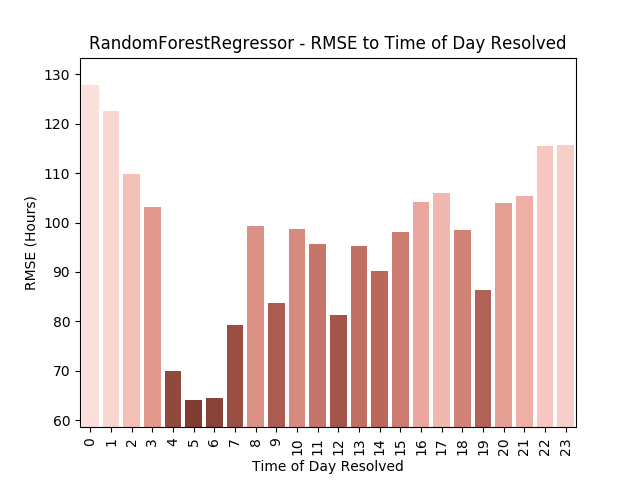 RandomForestRegressor - RMSE to Time of Day Resolved
130
120
110
100
90
80
70
60
RMSE (Hours)
0 1 2 3 4 5 6 7 8 9 10 11 12 13 14 15 16 17 18 19 20 21 22 23
Time of Day Resolved